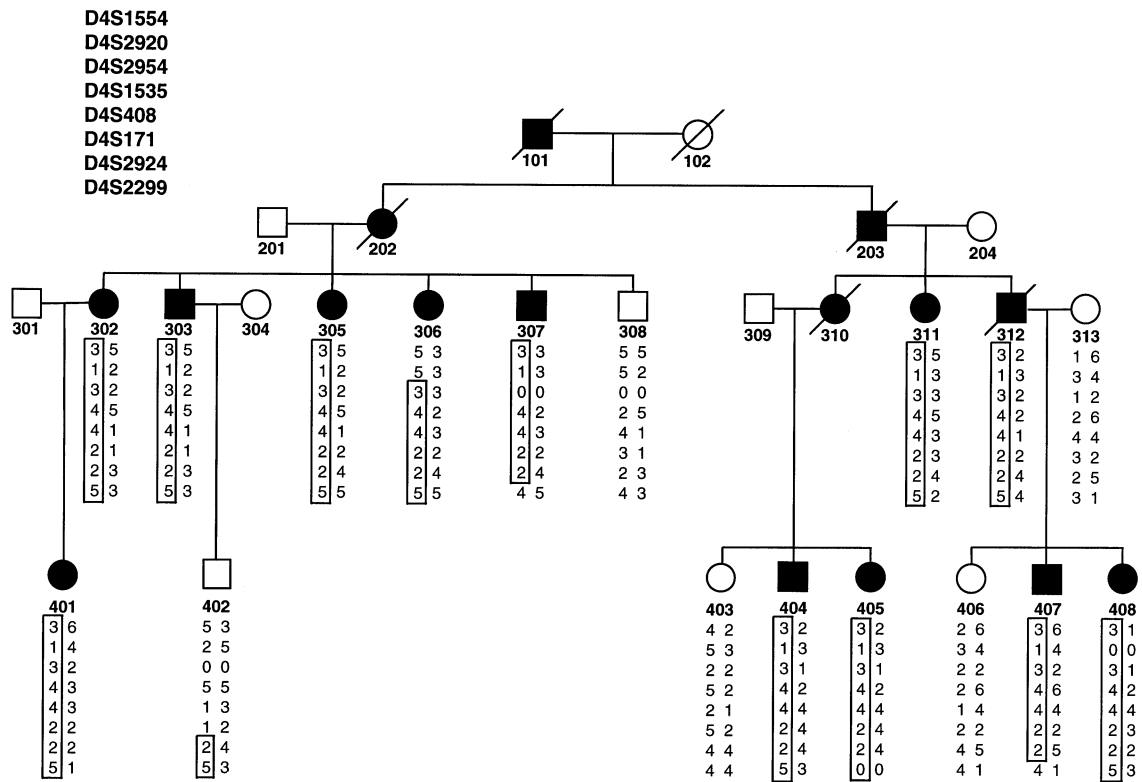 D4S1554
D4S2920
D4S2954
D4S1535
D4S408
D4S171
D4S2924
D4S2299
101 102
201 202 203 204
301 302 303 304 305 306 307 308 309 310 311 312 313
3 5 3 5 3 5 5 3 3 3 5 5 3 5 3 2 1 6
1 2 1 2 1 2 5 3 1 3 5 2 1 3 1 3 3 4
3 2 3 2 3 2 3 3 0 0 0 0 3 3 3 3 1 2
4 5 4 5 4 5 4 2 4 2 2 5 4 5 4 2 2 6
4 1 4 1 4 1 4 3 4 3 4 1 4 3 4 1 4 4
2 1 2 1 2 2 2 2 2 2 3 1 2 3 2 2 3 2
2 3 2 3 2 4 2 4 2 4 2 3 2 4 2 4 2 5
5 3 5 3 5 5 5 5 4 5 4 3 5 2 5 4 3 1
401 402 403 404 405 406 407 408
3 6 5 3 4 2 3 2 3 2 2 6 3 6 3 1
1 4 2 5 5 3 1 3 1 3 3 4 1 4 0 0
3 2 0 0 2 2 3 1 3 1 2 2 3 2 3 1
4 3 5 5 5 2 4 2 4 2 2 6 4 6 4 2
4 3 1 3 2 1 4 4 4 4 1 4 4 4 4 4
2 2 1 2 5 2 2 4 2 4 2 2 2 2 2 3
2 2 2 4 4 4 2 4 2 4 4 5 2 5 2 2
5 1 5 3 4 4 5 3 0 0 4 1 4 1 5 3